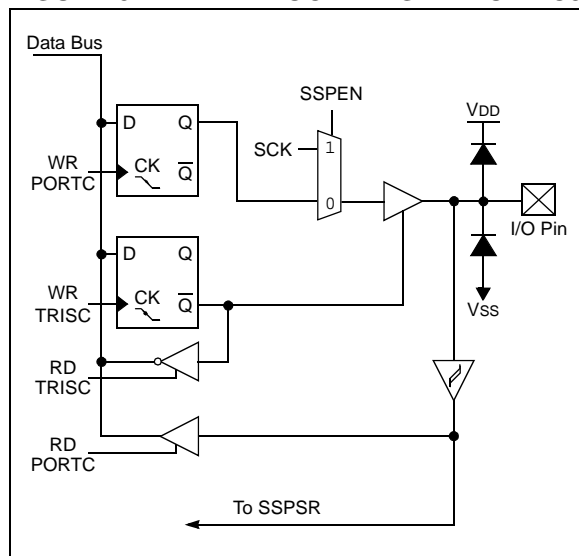 Data Bus
SSPEN
VDD
D Q
SCK
1
WR
PORTC
CK
Q
0
I/O Pin
D Q
VSS
WR
TRISC
CK
Q
RD
TRISC
RD
PORTC
To SSPSR